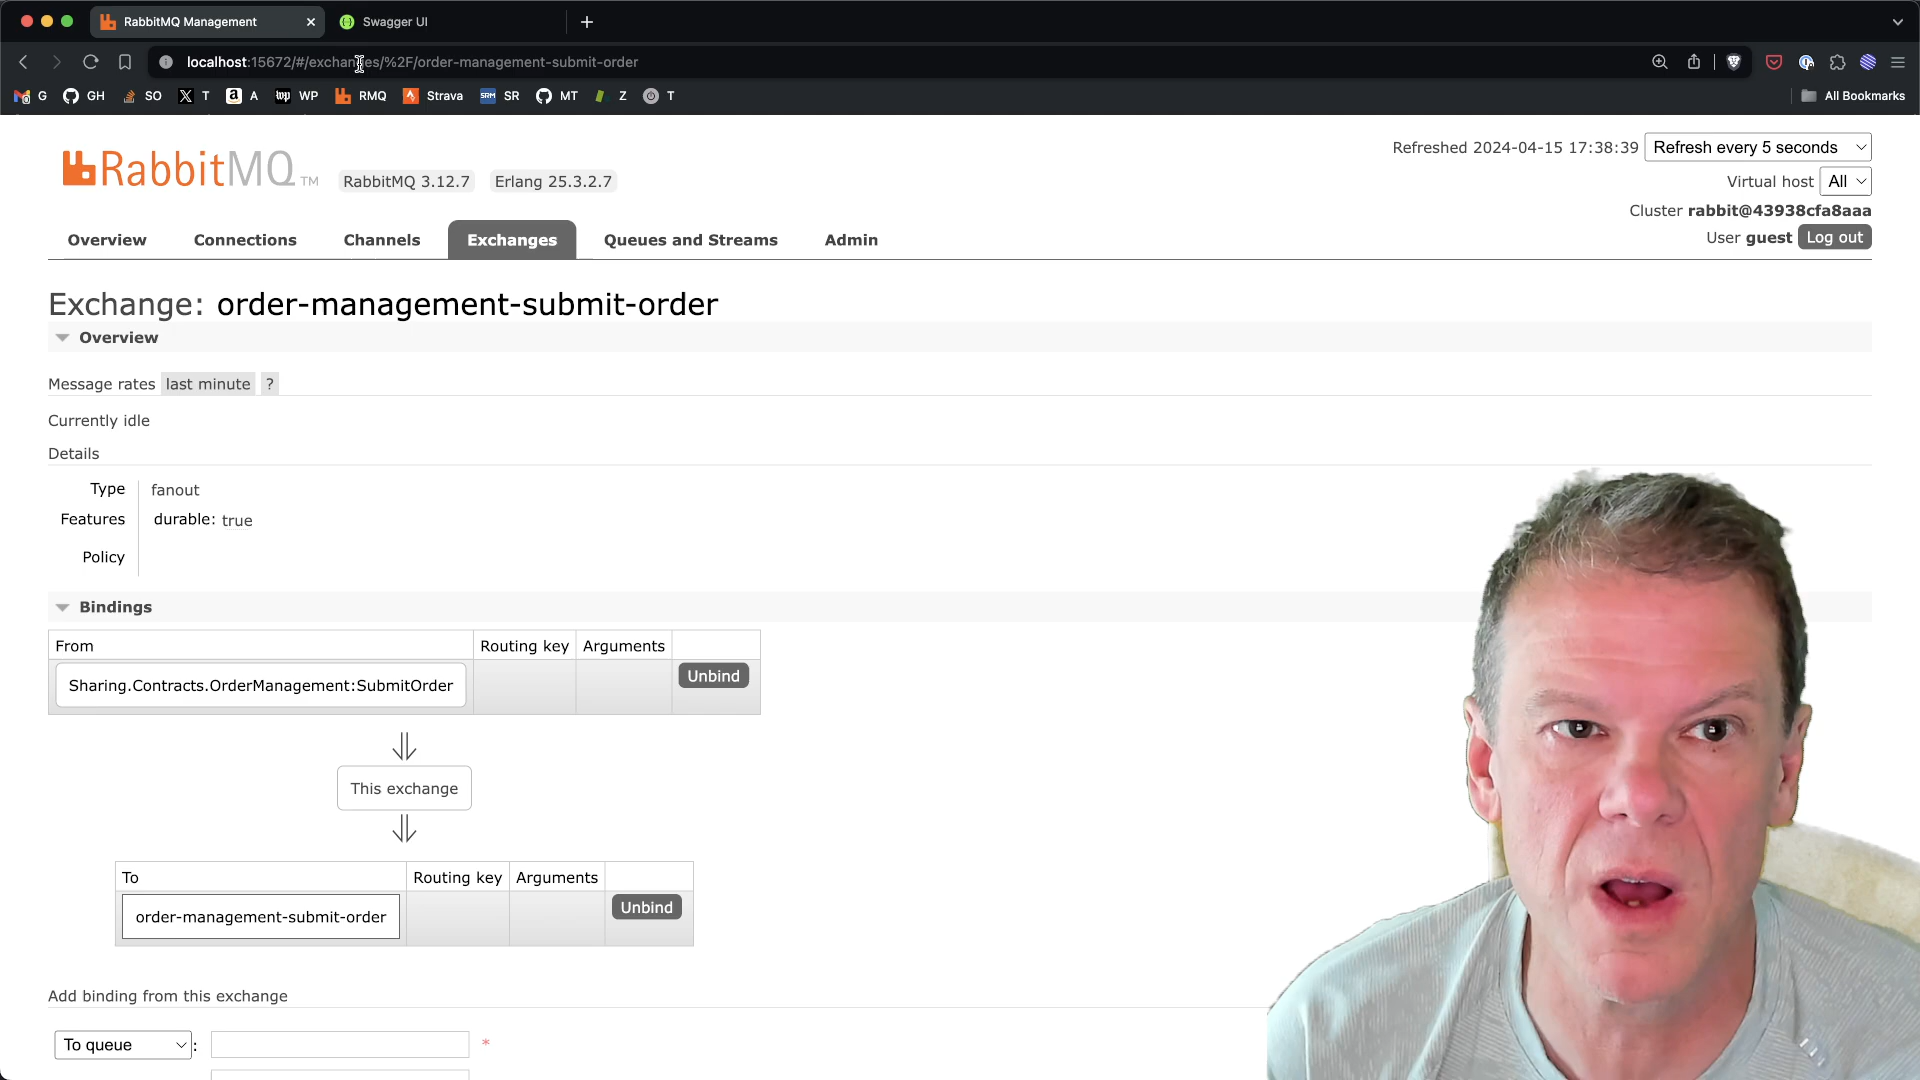 RabbitMQ Management
Swagger UI
localhost:15672/#/exchanges/%2F/order-management-submit-order
G GH SO T A WP RMQ Strava SR MT Z T All Bookmarks
RabbitMQ TM RabbitMQ 3.12.7 Erlang 25.3.2.7
Refreshed 2024-04-15 17:38:39 Refresh every 5 seconds
Virtual host All
Cluster rabbit@43938cfa8aaa
User guest Log out
Overview Connections Channels Exchanges Queues and Streams Admin
Exchange: order-management-submit-order
Overview
Message rates last minute ?
Currently idle
Details
Type fanout
Features durable: true
Policy
Bindings
From Routing key Arguments
Sharing.Contracts.OrderManagement:SubmitOrder Unbind
⇓
This exchange
⇓
To Routing key Arguments
order-management-submit-order Unbind
Add binding from this exchange
To queue : *